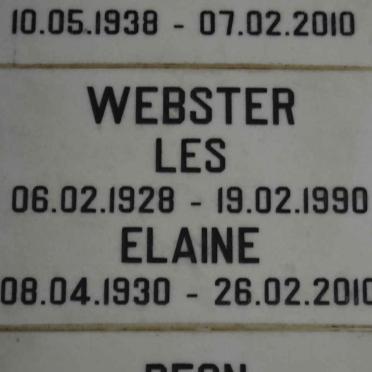 10.05.1938 - 07.02.2010
WEBSTER
LES
06.02.1928 - 19.02.1990
ELAINE
08.04.1930 - 26.02.2010